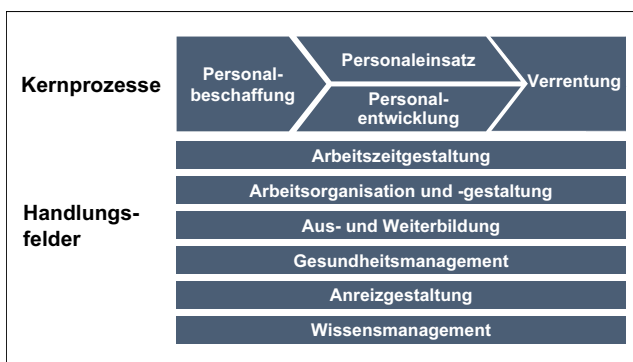 Kernprozesse
Personal-
beschaffung
Personaleinsatz
Personal-
entwicklung
Verrentung
Handlungs-
felder
Arbeitszeitgestaltung
Arbeitsorganisation und -gestaltung
Aus- und Weiterbildung
Gesundheitsmanagement
Anreizgestaltung
Wissensmanagement